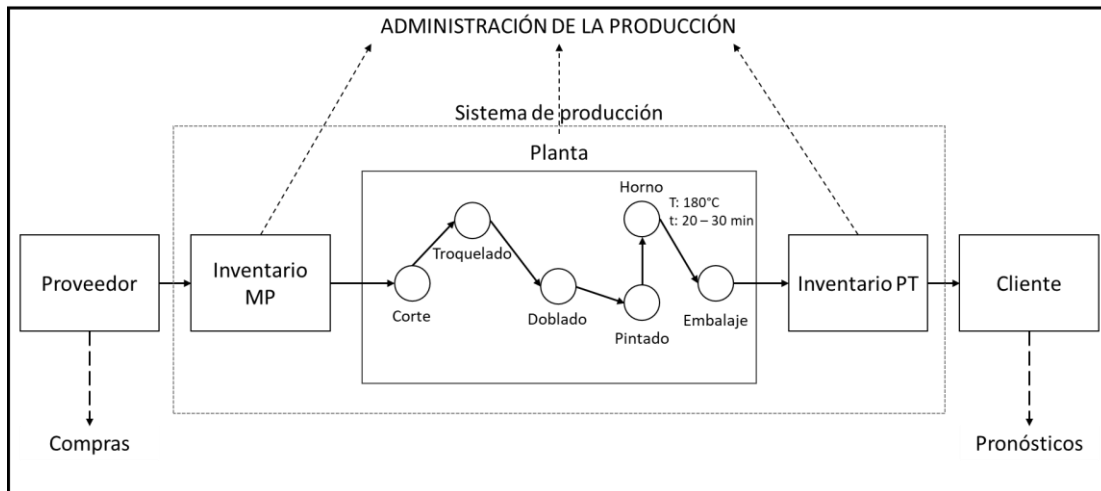 ADMINISTRACIÓN DE LA PRODUCCIÓN
Sistema de producción
Planta
Horno
T: 180°C
t: 20 – 30 min
Troquelado
Proveedor
Inventario
MP
Corte
Doblado
Pintado
Embalaje
Inventario PT
Cliente
Compras
Pronósticos